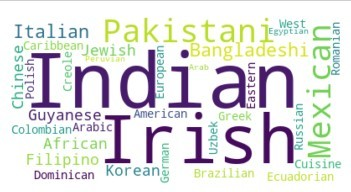 Italian
Pakistani
West
Egyptian
Caribbean
Jewish
Bangladeshi
Chinese
Polish
Creole
Peruvian
European
Arab
Eastern
Mexican
Romanian
Indian
Guyanese
American
Greek
Russian
Colombian
Arabic
Irish
African
Uzbek
Filipino
Korean
German
Brazilian
Cuisine
Dominican
Ecuadorian